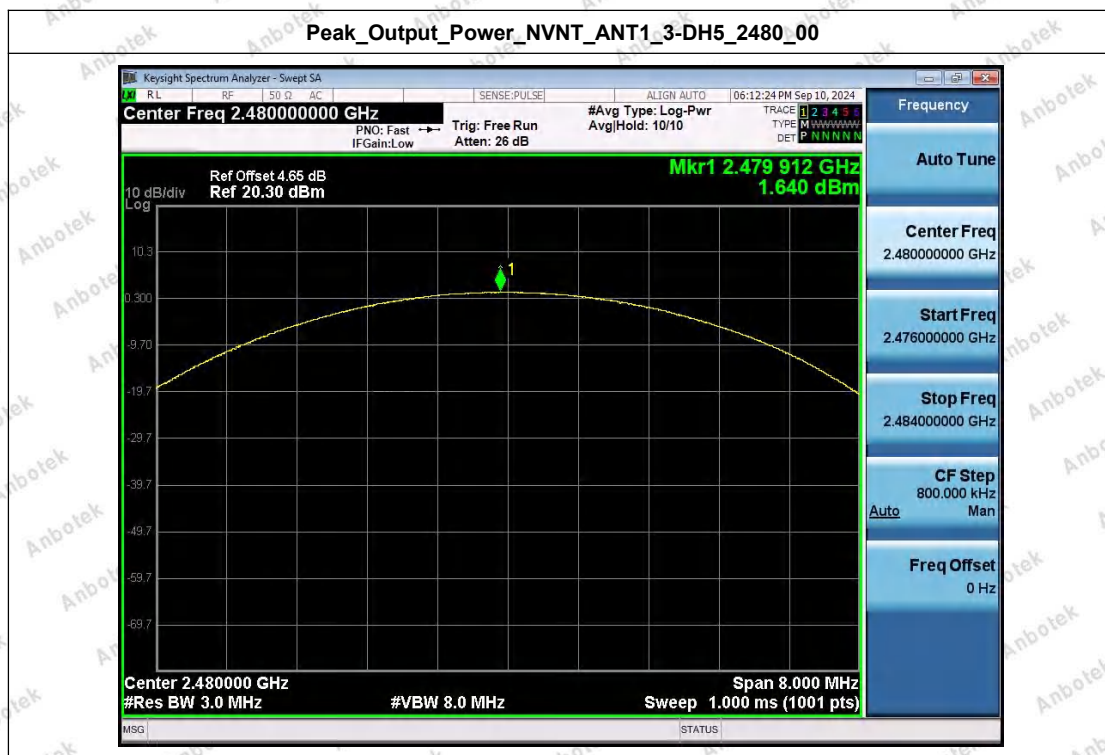 Peak_Output_Power_NVNT_ANT1_3-DH5_2480_00
Keysight Spectrum Analyzer - Swept SA
LXI RL RF 50 Ω AC SENSE:PULSE ALIGN AUTO 06:12:24 PM Sep 10, 2024
Center Freq 2.480000000 GHz
PNO: Fast
IFGain:Low
Trig: Free Run
Atten: 26 dB
#Avg Type: Log-Pwr
Avg|Hold: 10/10
TRACE 1 2 3 4 5 6
TYPE M WWWWW
DET P N N N N N
Mkr1 2.479 912 GHz
1.640 dBm
Ref Offset 4.65 dB
10 dB/div Ref 20.30 dBm
Log
10.3
0.300
-9.70
-19.7
-29.7
-39.7
-49.7
-59.7
-69.7
1
Center 2.480000 GHz Span 8.000 MHz
#Res BW 3.0 MHz #VBW 8.0 MHz Sweep 1.000 ms (1001 pts)
MSG STATUS
Frequency
Auto Tune
Center Freq
2.480000000 GHz
Start Freq
2.476000000 GHz
Stop Freq
2.484000000 GHz
CF Step
800.000 kHz
Auto Man
Freq Offset
0 Hz
Anbotek